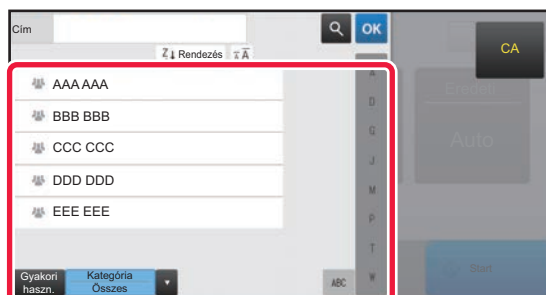 Cím
OK
CA
Z↓ Rendezés
A
AAA AAA
A
BBB BBB
D
CCC CCC
G
DDD DDD
J
EEE EEE
M
P
T
W
Eredeti
Auto
Gyakori
haszn.
Kategória
Összes
▼
ABC
Start